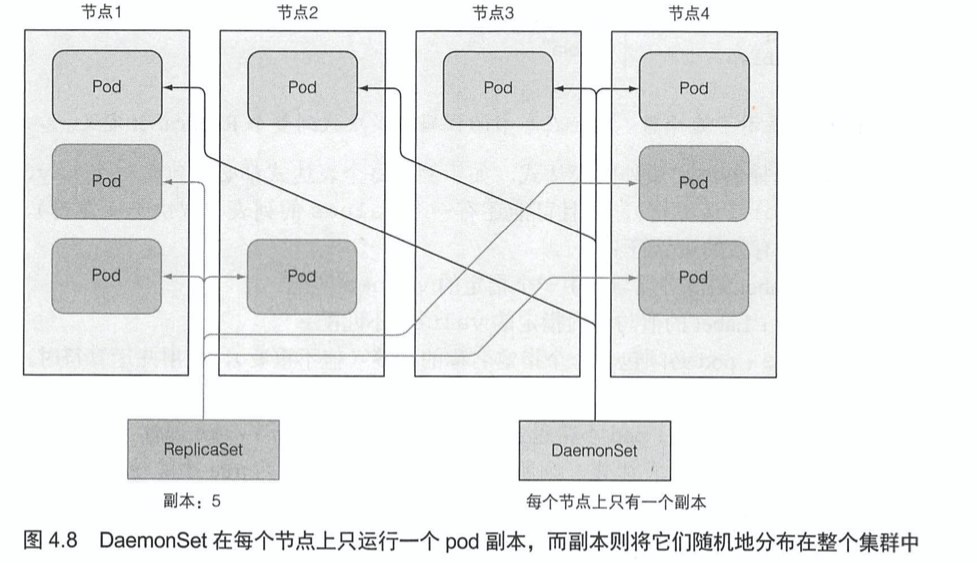 节点1 节点2 节点3 节点4
Pod Pod Pod Pod
Pod Pod
Pod Pod Pod
ReplicaSet DaemonSet
副本：5 每个节点上只有一个副本
图 4.8 DaemonSet 在每个节点上只运行一个 pod 副本，而副本则将它们随机地分布在整个集群中